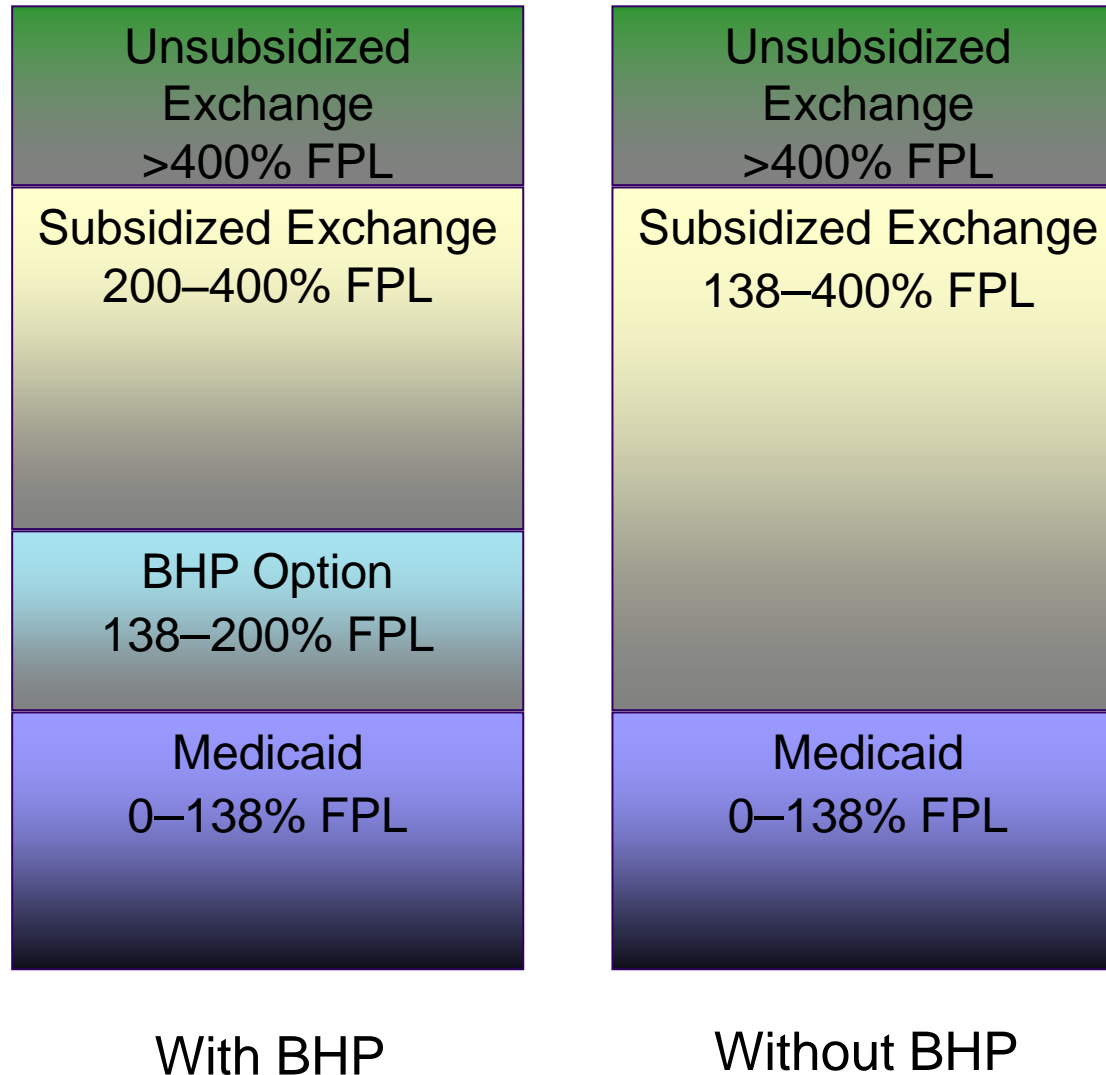 Unsubsidized
Exchange
>400% FPL
Subsidized Exchange
200–400% FPL
BHP Option
138–200% FPL
Medicaid
0–138% FPL
With BHP
Unsubsidized
Exchange
>400% FPL
Subsidized Exchange
138–400% FPL
Medicaid
0–138% FPL
Without BHP